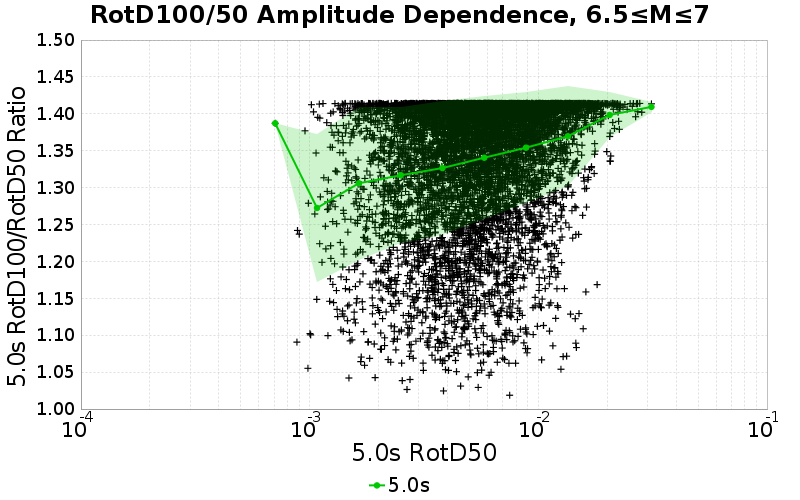 RotD100/50 Amplitude Dependence, 6.5≤M≤7
5.0s RotD100/RotD50 Ratio
1.50
1.45
1.40
1.35
1.30
1.25
1.20
1.15
1.10
1.05
1.00
10^-4 10^-3 10^-2 10^-1
5.0s RotD50
5.0s